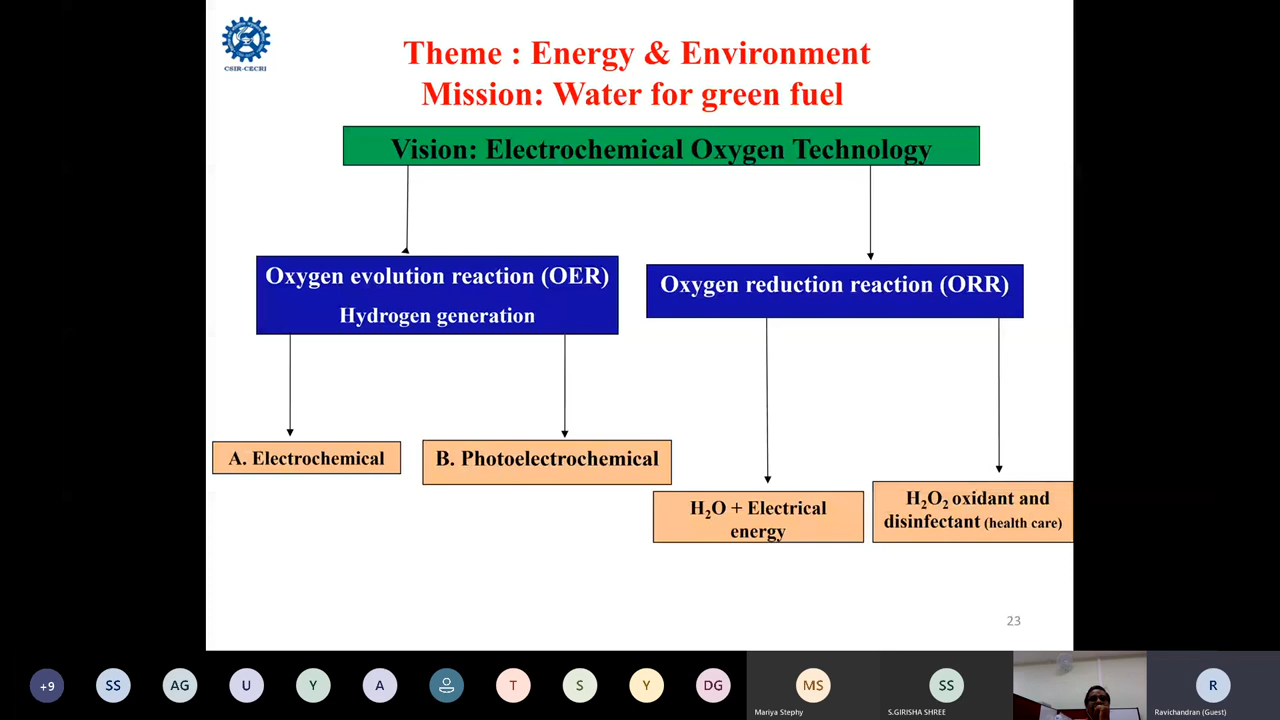 CSIR-CECRI
Theme : Energy & Environment
Mission: Water for green fuel
Vision: Electrochemical Oxygen Technology
Oxygen evolution reaction (OER)
Hydrogen generation
Oxygen reduction reaction (ORR)
A. Electrochemical
B. Photoelectrochemical
H₂O + Electrical
energy
H₂O₂ oxidant and
disinfectant (health care)
23
+9
SS
AG
U
Y
A
T
S
Y
DG
MS
Mariya Stephy
SS
S.GIRISHA SHREE
R
Ravichandran (Guest)